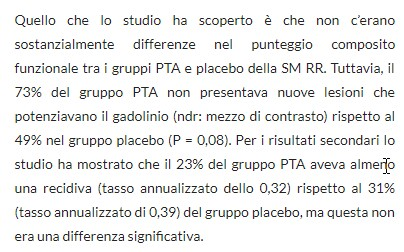 Quello che lo studio ha scoperto è che non c'erano
sostanzialmente differenze nel punteggio composito
funzionale tra i gruppi PTA e placebo della SM RR. Tuttavia, il
73% del gruppo PTA non presentava nuove lesioni che
potenziavano il gadolinio (ndr: mezzo di contrasto) rispetto al
49% nel gruppo placebo (P = 0,08). Per i risultati secondari lo
studio ha mostrato che il 23% del gruppo PTA aveva almeno
una recidiva (tasso annualizzato dello 0,32) rispetto al 31%
(tasso annualizzato di 0,39) del gruppo placebo, ma questa non
era una differenza significativa.